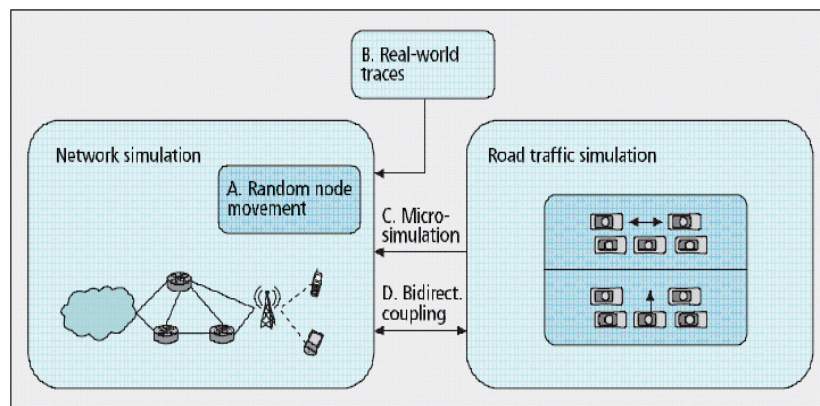 B. Real-world
traces
Network simulation
A. Random node
movement
C. Micro-
simulation
D. Bidirect.
coupling
Road traffic simulation